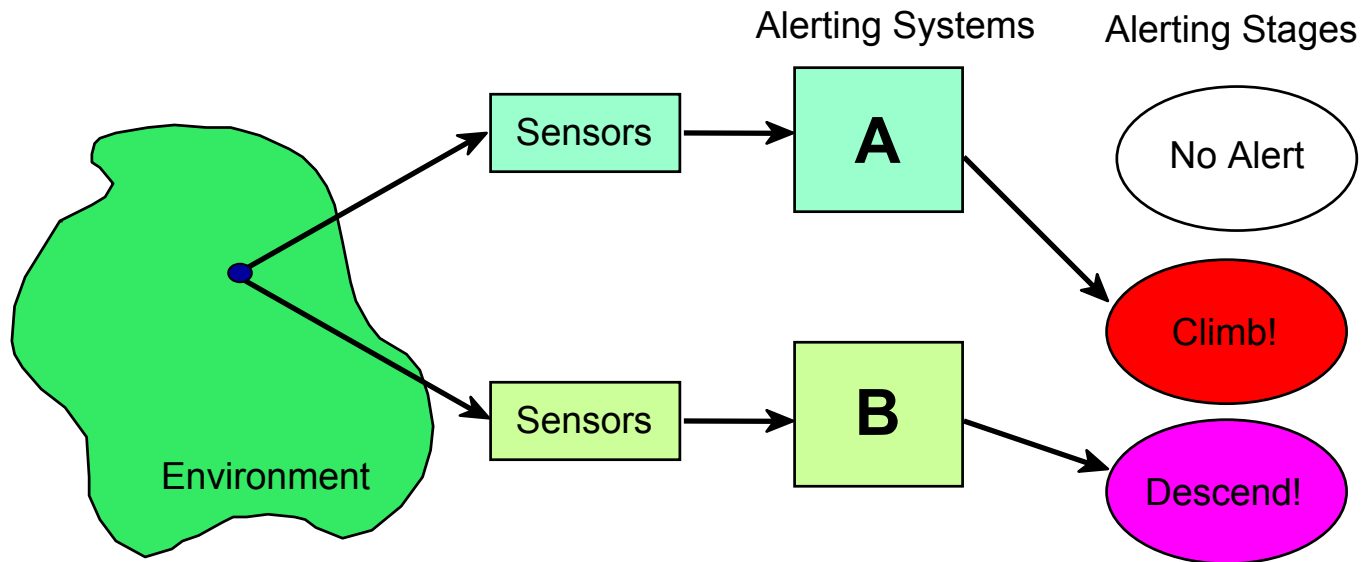 Alerting Systems
Alerting Stages
Sensors
A
No Alert
Climb!
Sensors
B
Descend!
Environment